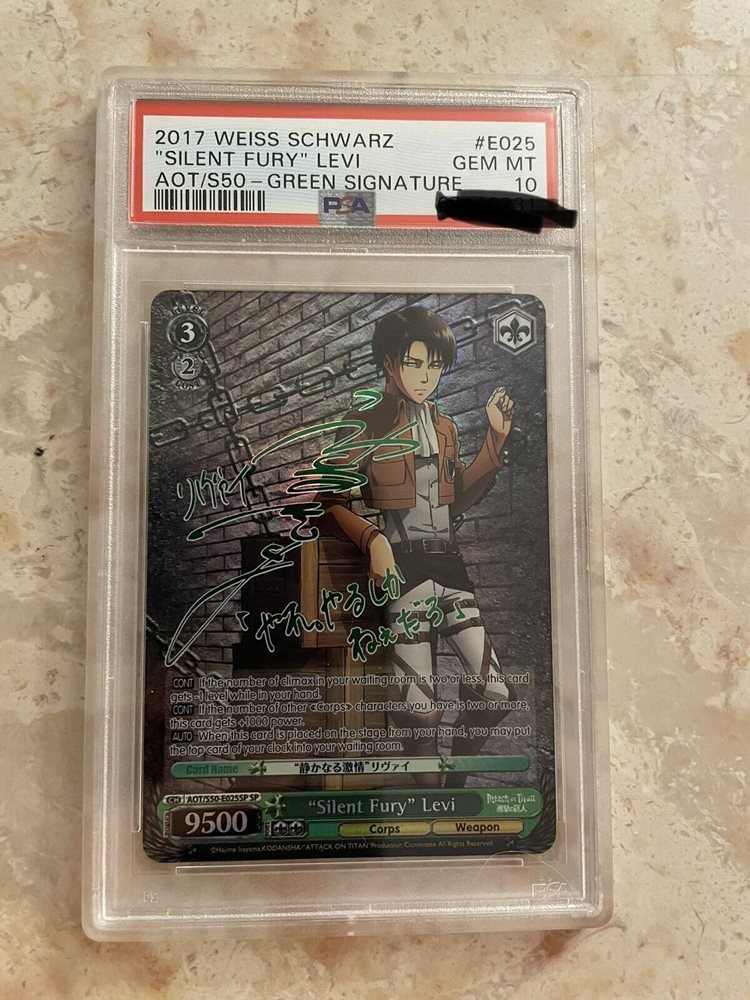 2017 WEISS SCHWARZ #E025
"SILENT FURY" LEVI GEM MT
AOT/S50 – GREEN SIGNATURE 10
PSA
3
2
COST
リヴァイ
「やれ。やるしか
ねぇだろ」
CONT If the number of climax in your waiting room is two or less, this card
gets -1 level while in your hand.
CONT If the number of other «Corps» characters you have is two or more,
this card gets +1000 power.
AUTO When this card is placed on the stage from your hand, you may put
the top card of your clock into your waiting room.
Card Name "静かなる激情"リヴァイ
CH AOT/S50-E025SP SP
"Silent Fury" Levi
Attack on Titan
進撃の巨人
9500
Corps Weapon
©Hajime Isayama,KODANSHA/"ATTACK ON TITAN"Production Committee All Rights Reserved.
PSA